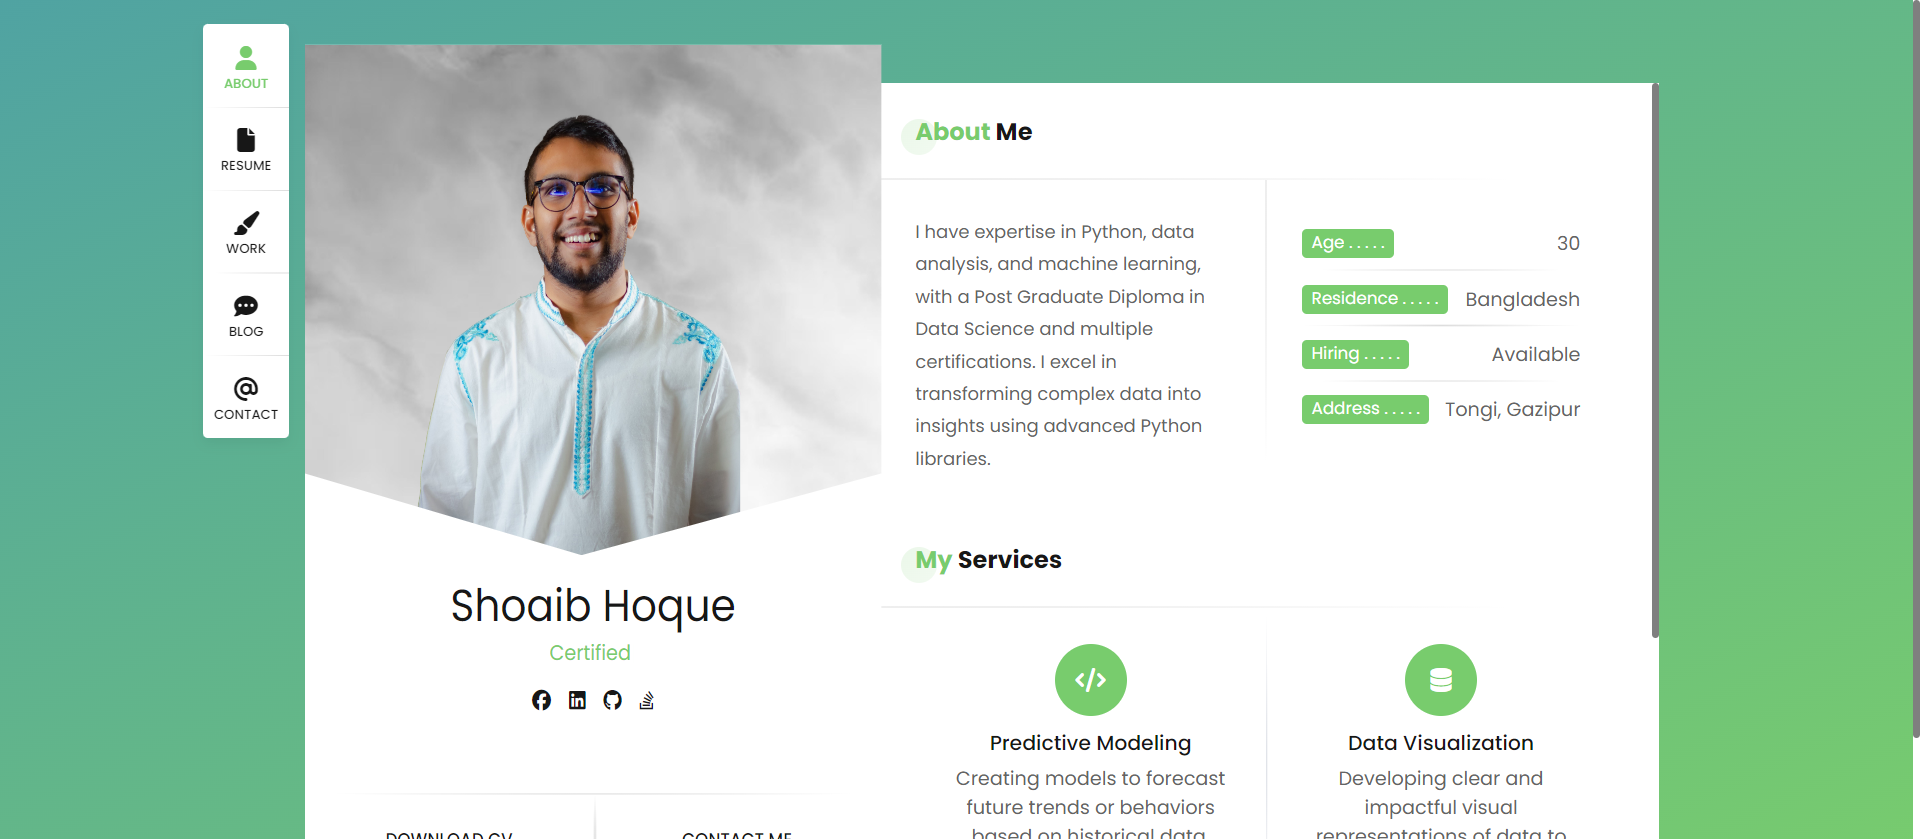 ABOUT
RESUME
WORK
BLOG
CONTACT
Shoaib Hoque
Certified
DOWNLOAD CV
CONTACT ME
About Me
I have expertise in Python, data
analysis, and machine learning,
with a Post Graduate Diploma in
Data Science and multiple
certifications. I excel in
transforming complex data into
insights using advanced Python
libraries.
Age . . . . .
30
Residence . . . . .
Bangladesh
Hiring . . . . .
Available
Address . . . . .
Tongi, Gazipur
My Services
Predictive Modeling
Creating models to forecast
future trends or behaviors
based on historical data
Data Visualization
Developing clear and
impactful visual
representations of data to